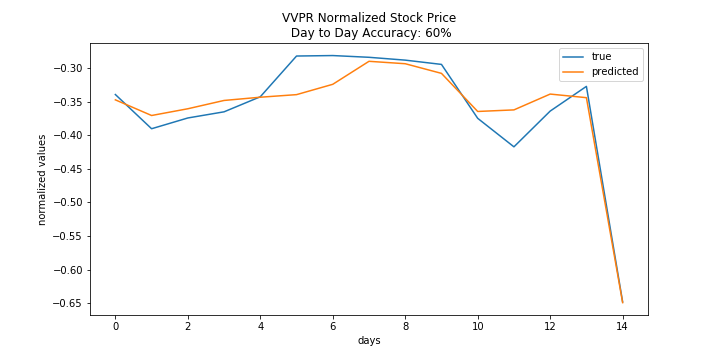 VVPR Normalized Stock Price
Day to Day Accuracy: 60%
true
predicted
normalized values
−0.30
−0.35
−0.40
−0.45
−0.50
−0.55
−0.60
−0.65
0 2 4 6 8 10 12 14
days